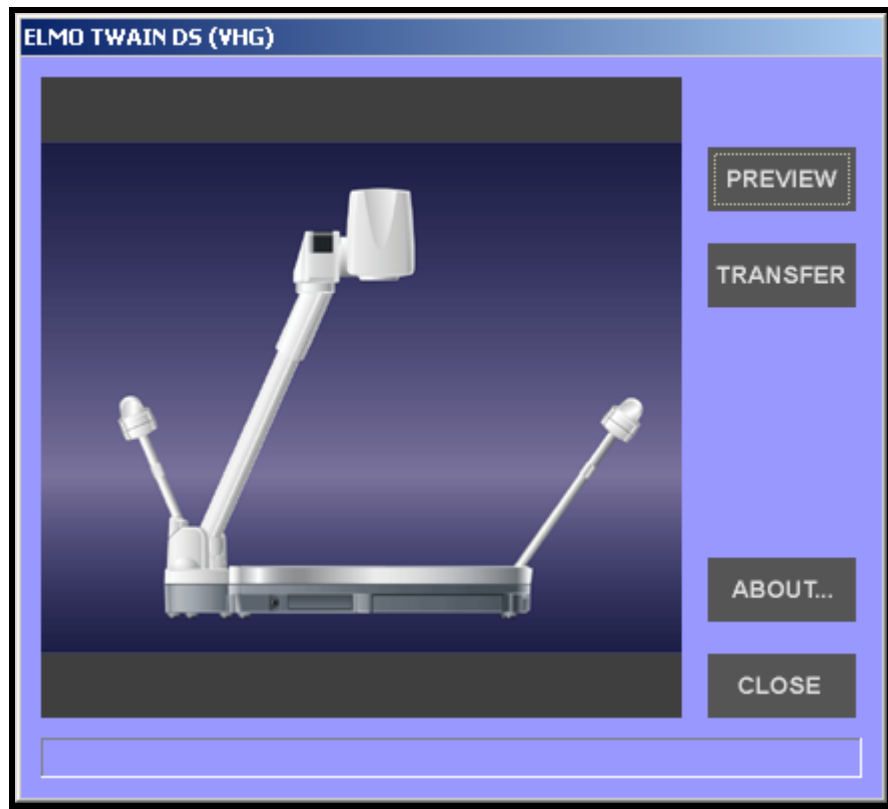 ELMO TWAIN DS (VHG)
PREVIEW
TRANSFER
ABOUT...
CLOSE